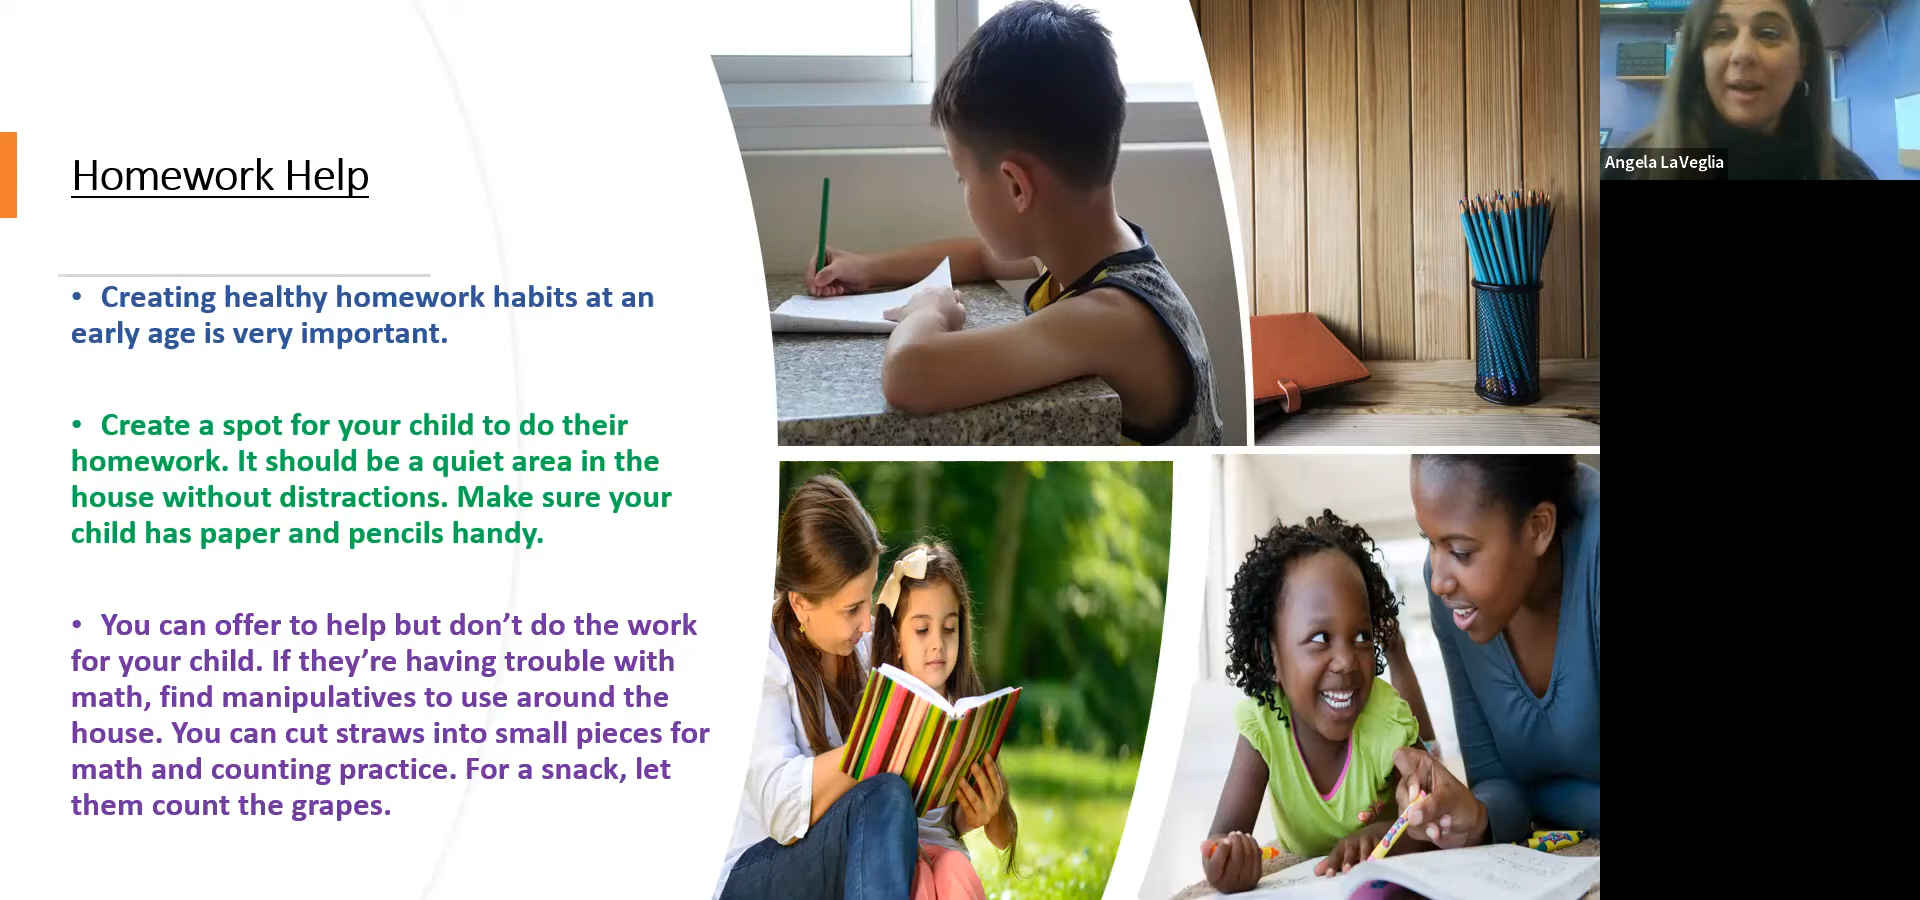 Homework Help
• Creating healthy homework habits at an
early age is very important.
• Create a spot for your child to do their
homework. It should be a quiet area in the
house without distractions. Make sure your
child has paper and pencils handy.
• You can offer to help but don’t do the work
for your child. If they’re having trouble with
math, find manipulatives to use around the
house. You can cut straws into small pieces for
math and counting practice. For a snack, let
them count the grapes.
Angela LaVeglia